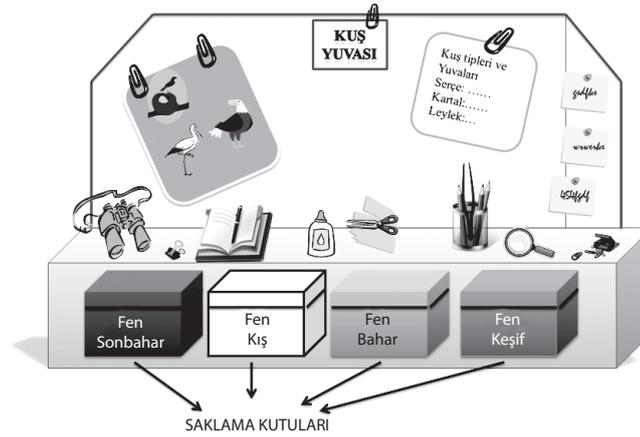 KUŞ
YUVASI
Kuş tipleri ve
Yuvaları
Serçe: ......
Kartal:......
Leylek:...
Fen
Sonbahar
Fen
Kış
Fen
Bahar
Fen
Keşif
SAKLAMA KUTULARI